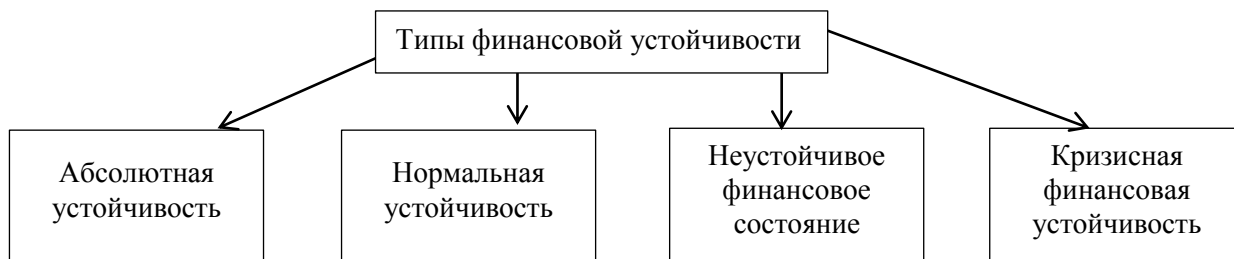 Типы финансовой устойчивости
Абсолютная
устойчивость
Нормальная
устойчивость
Неустойчивое
финансовое
состояние
Кризисная
финансовая
устойчивость